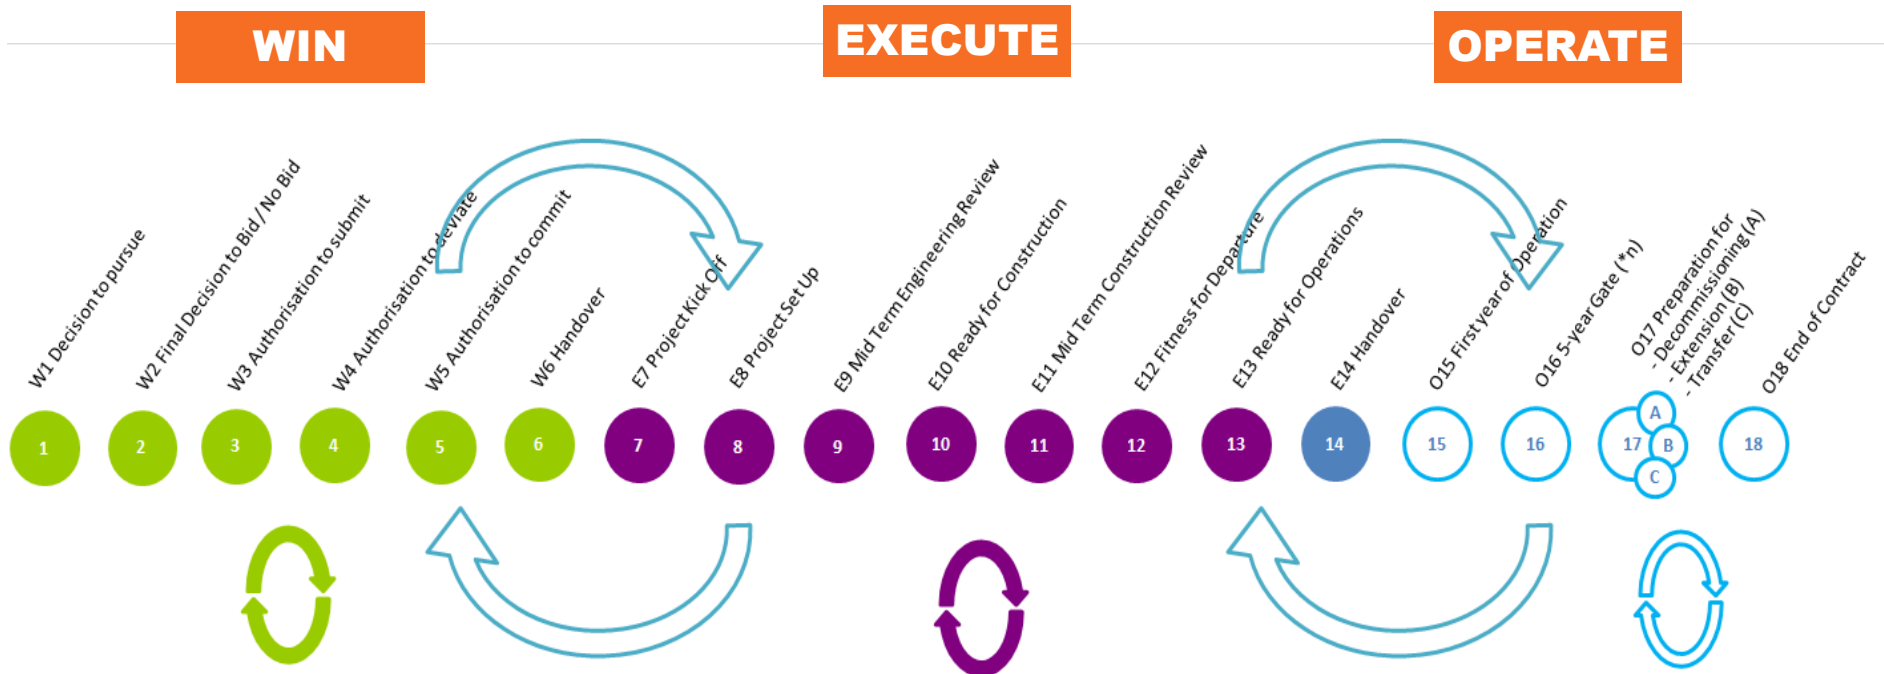 WIN
EXECUTE
OPERATE
W1 Decision to pursue
W2 Final Decision to Bid / No Bid
W3 Authorisation to submit
W4 Authorisation to deviate
W5 Authorisation to commit
W6 Handover
E7 Project Kick Off
E8 Project Set Up
E9 Mid Term Engineering Review
E10 Ready for Construction
E11 Mid Term Construction Review
E12 Fitness for Departure
E13 Ready for Operations
E14 Handover
O15 First year of Operation
O16 5-year Gate (*n)
O17 Preparation for
- Decommissioning (A)
- Extension (B)
- Transfer (C)
O18 End of Contract
1
2
3
4
5
6
7
8
9
10
11
12
13
14
15
16
17
A
B
C
18